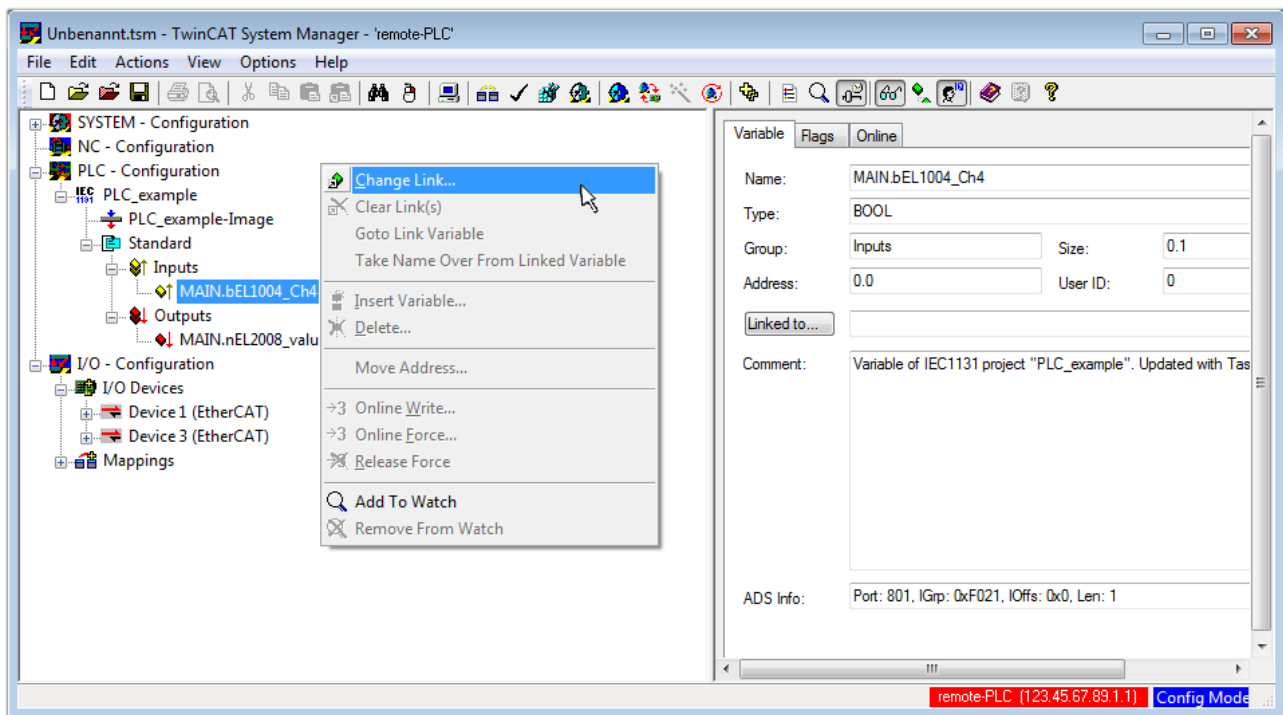 Unbenannt.tsm - TwinCAT System Manager - 'remote-PLC'
File Edit Actions View Options Help
SYSTEM - Configuration
NC - Configuration
PLC - Configuration
IEC 1131 PLC_example
PLC_example-Image
Standard
Inputs
MAIN.bEL1004_Ch4
Outputs
MAIN.nEL2008_valu
I/O - Configuration
I/O Devices
Device 1 (EtherCAT)
Device 3 (EtherCAT)
Mappings
Change Link...
Clear Link(s)
Goto Link Variable
Take Name Over From Linked Variable
Insert Variable...
Delete...
Move Address...
→3 Online Write...
→3 Online Force...
Release Force
Add To Watch
Remove From Watch
Variable Flags Online
Name: MAIN.bEL1004_Ch4
Type: BOOL
Group: Inputs Size: 0.1
Address: 0.0 User ID: 0
Linked to...
Comment: Variable of IEC1131 project "PLC_example". Updated with Tas
ADS Info: Port: 801, IGrp: 0xF021, IOffs: 0x0, Len: 1
remote-PLC (123.45.67.89.1.1) Config Mode